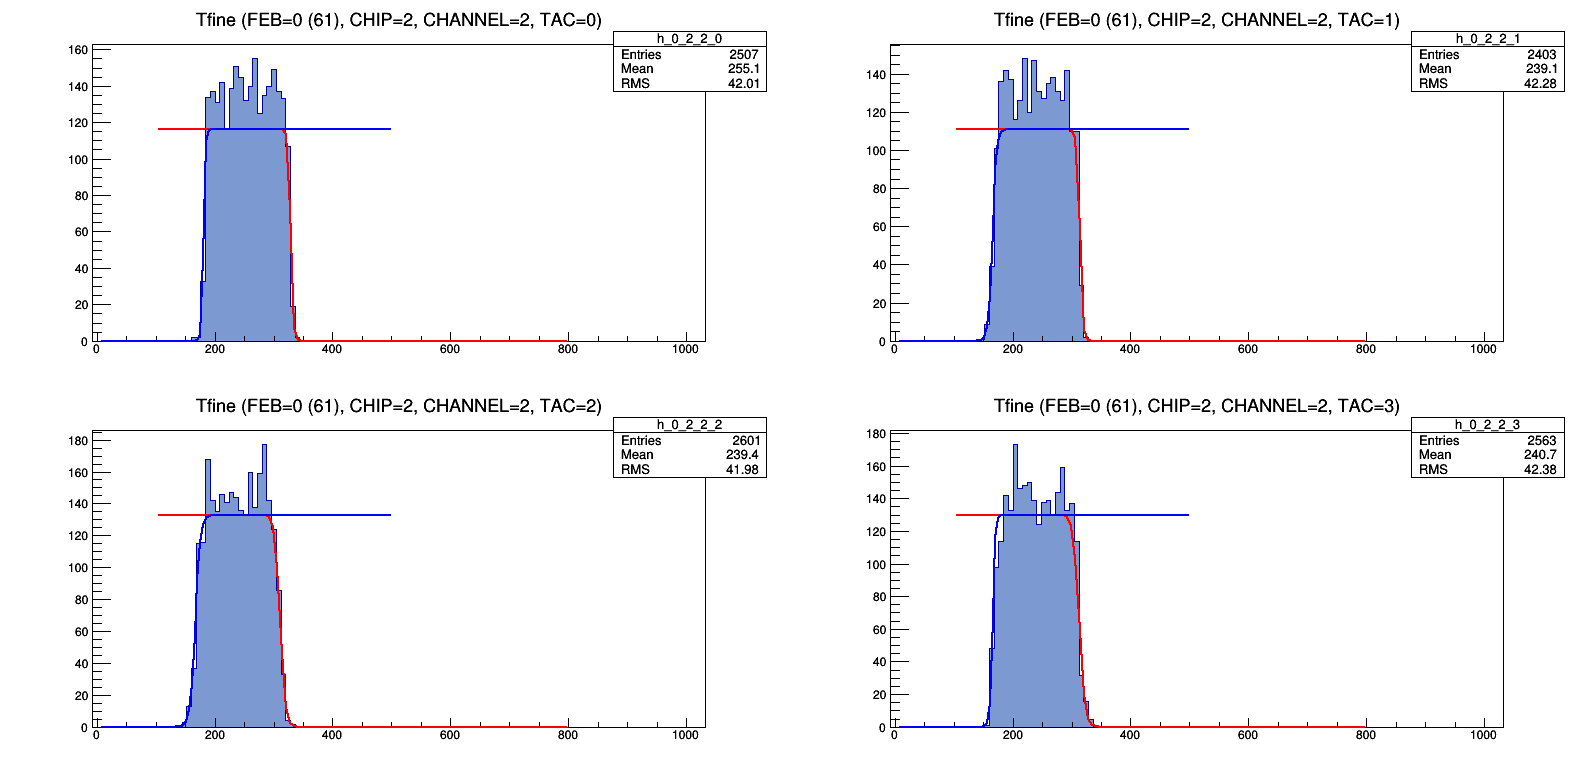 Tfine (FEB=0 (61), CHIP=2, CHANNEL=2, TAC=0)
h_0_2_2_0
Entries 2507
Mean 255.1
RMS 42.01
160
140
120
100
80
60
40
20
0
0 200 400 600 800 1000
Tfine (FEB=0 (61), CHIP=2, CHANNEL=2, TAC=1)
h_0_2_2_1
Entries 2403
Mean 239.1
RMS 42.28
140
120
100
80
60
40
20
0
0 200 400 600 800 1000
Tfine (FEB=0 (61), CHIP=2, CHANNEL=2, TAC=2)
h_0_2_2_2
Entries 2601
Mean 239.4
RMS 41.98
180
160
140
120
100
80
60
40
20
0
0 200 400 600 800 1000
Tfine (FEB=0 (61), CHIP=2, CHANNEL=2, TAC=3)
h_0_2_2_3
Entries 2563
Mean 240.7
RMS 42.38
180
160
140
120
100
80
60
40
20
0
0 200 400 600 800 1000